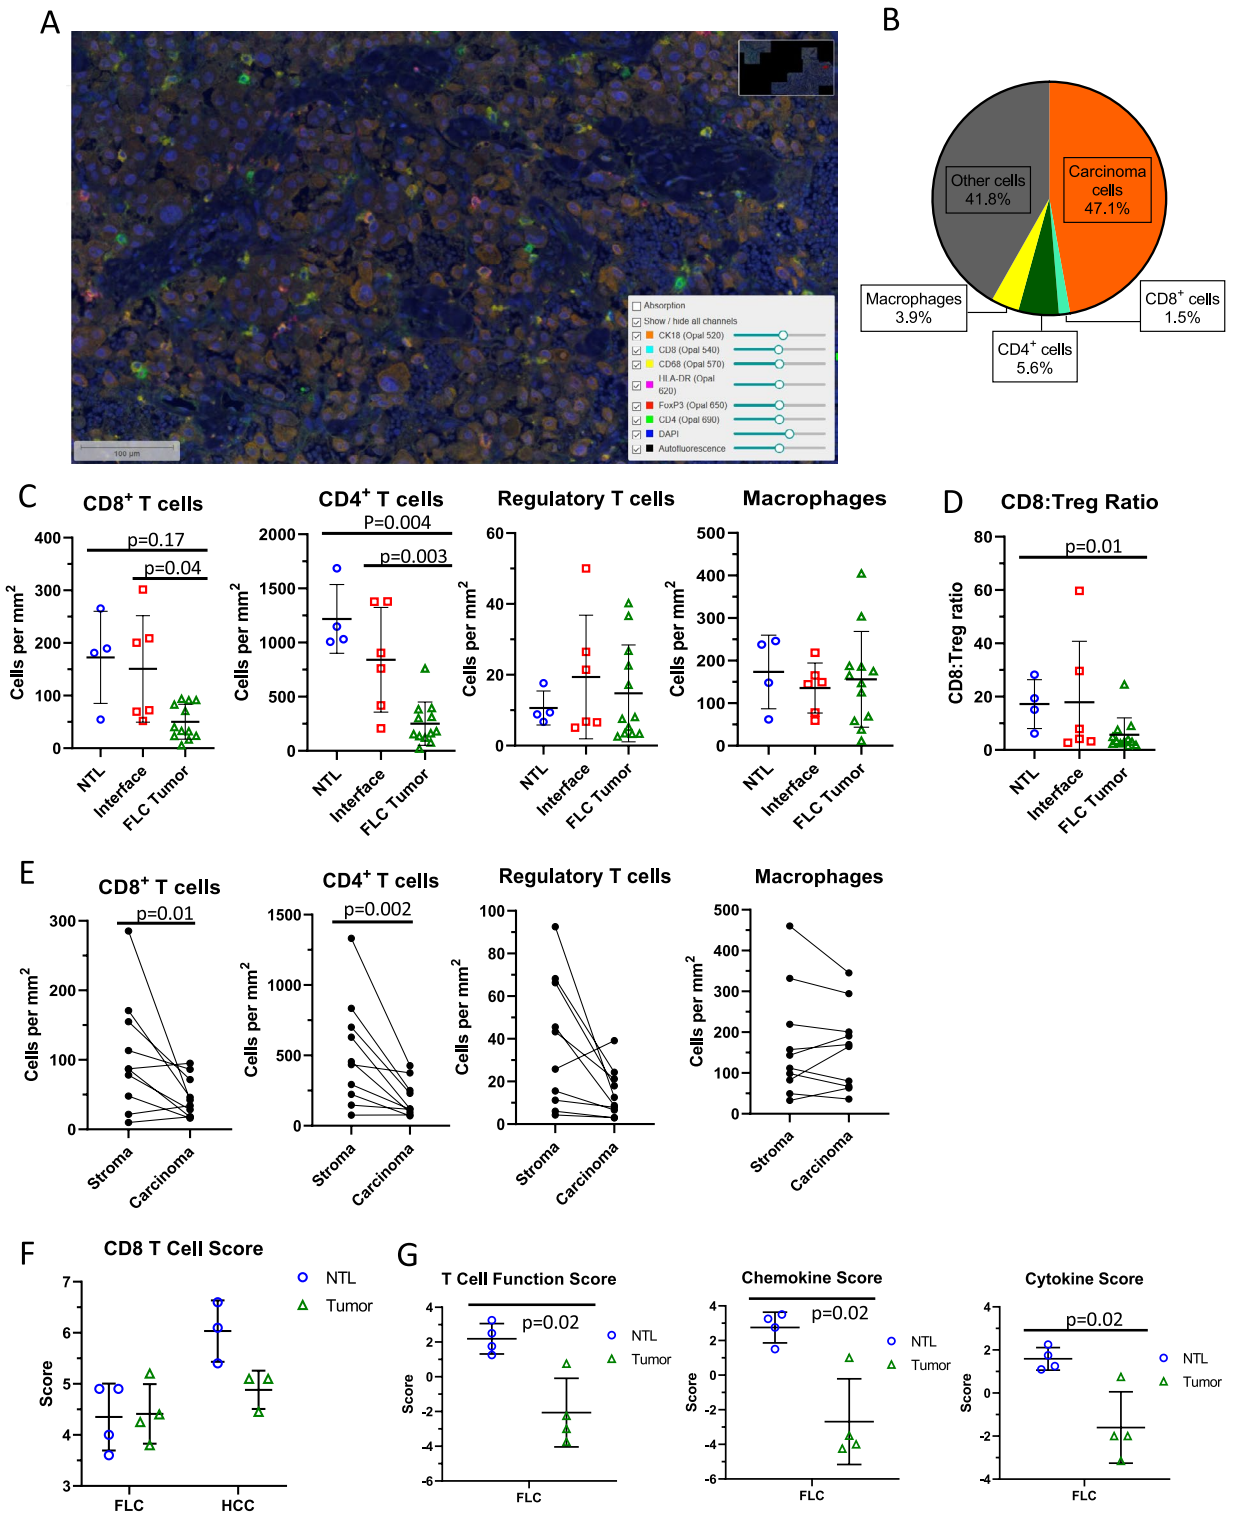 A
Absorption
Show / hide all channels
CK18 (Opal 520)
CD8 (Opal 540)
CD68 (Opal 570)
HLA-DR (Opal
620)
FoxP3 (Opal 650)
CD4 (Opal 690)
DAPI
Autofluorescence
100 µm
B
Other cells
41.8%
Carcinoma
cells
47.1%
Macrophages
3.9%
CD4+ cells
5.6%
CD8+ cells
1.5%
C
CD8+ T cells
p=0.17
p=0.04
Cells per mm2
400
300
200
100
0
NTL
Interface
FLC Tumor
CD4+ T cells
P=0.004
p=0.003
Cells per mm2
2000
1500
1000
500
0
NTL
Interface
FLC Tumor
Regulatory T cells
Cells per mm2
60
40
20
0
NTL
Interface
FLC Tumor
Macrophages
Cells per mm2
500
400
300
200
100
0
NTL
Interface
FLC Tumor
D
CD8:Treg Ratio
p=0.01
CD8:Treg ratio
80
60
40
20
0
NTL
Interface
FLC Tumor
E
CD8+ T cells
p=0.01
Cells per mm2
300
200
100
0
Stroma
Carcinoma
CD4+ T cells
p=0.002
Cells per mm2
1500
1000
500
0
Stroma
Carcinoma
Regulatory T cells
Cells per mm2
100
80
60
40
20
0
Stroma
Carcinoma
Macrophages
Cells per mm2
500
400
300
200
100
0
Stroma
Carcinoma
F
CD8 T Cell Score
Score
7
6
5
4
3
FLC
HCC
NTL
Tumor
G
T Cell Function Score
p=0.02
Score
4
2
0
-2
-4
-6
FLC
NTL
Tumor
Chemokine Score
p=0.02
Score
4
2
0
-2
-4
-6
FLC
NTL
Tumor
Cytokine Score
p=0.02
Score
4
2
0
-2
-4
FLC
NTL
Tumor